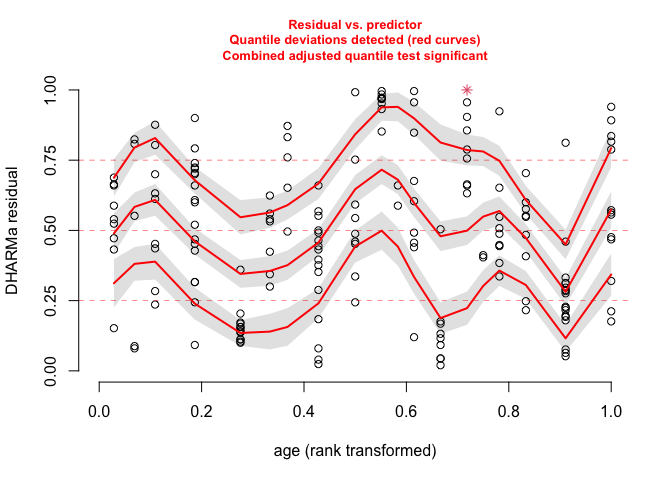 Residual vs. predictor
Quantile deviations detected (red curves)
Combined adjusted quantile test significant
1.00
0.75
0.50
0.25
0.00
DHARMa residual
0.0 0.2 0.4 0.6 0.8 1.0
age (rank transformed)